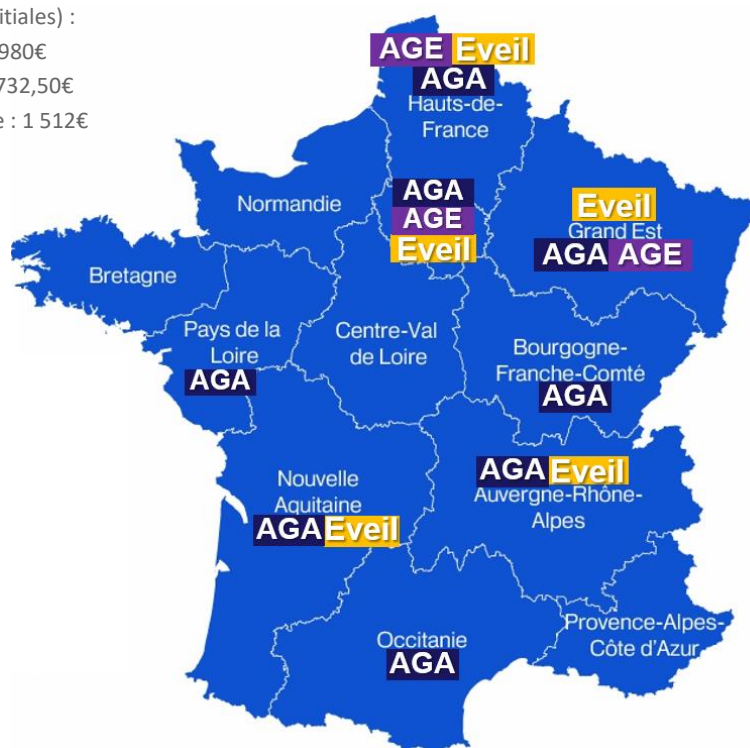 itiales) :
980€
732,50€
e : 1 512€
AGE Eveil
AGA
Hauts-de-
France
Normandie
AGA
AGE
Eveil
Eveil
Grand Est
AGA AGE
Bretagne
Pays de la
Loire
AGA
Centre-Val
de Loire
Bourgogne-
Franche-Comté
AGA
Nouvelle
Aquitaine
AGA Eveil
AGA Eveil
Auvergne-Rhône-
Alpes
Occitanie
AGA
Provence-Alpes-
Côte d'Azur